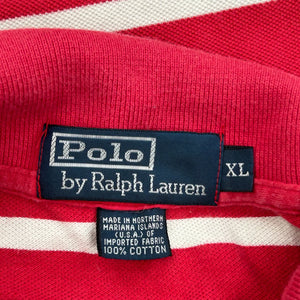 Polo
by Ralph Lauren
XL
MADE IN NORTHERN
MARIANA ISLANDS
(U.S.A.) OF
IMPORTED FABRIC
100% COTTON